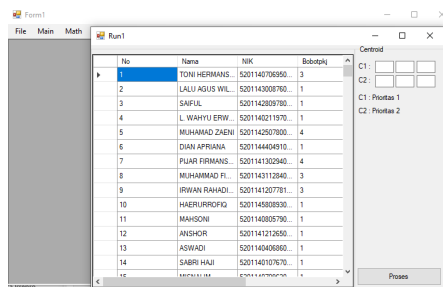 Form1
File Main Math
Run1
No Nama NIK Bobotpkj
1 TONI HERMANS... 5201140706950... 3
2 LALU AGUS WIL... 5201143008760... 1
3 SAIFUL 5201142809780... 1
4 L. WAHYU ERW... 5201140211970... 1
5 MUHAMAD ZAENI 5201142507800... 4
6 DIAN APRIANA 5201144404910... 1
7 PIJAR FIRMANS... 5201141302940... 4
8 MUHAMMAD FI... 5201143112840... 3
9 IRWAN RAHADI... 5201141207781... 3
10 HAERURROFIQ 5201145808930... 1
11 MAHSONI 5201140805790... 1
12 ANSHOR 5201141212650... 1
13 ASWADI 5201140406860... 1
14 SABRI HAJI 5201140107670... 1
Centroid
C1 :
C2 :
C1 : Prioritas 1
C2 : Prioritas 2
Proses